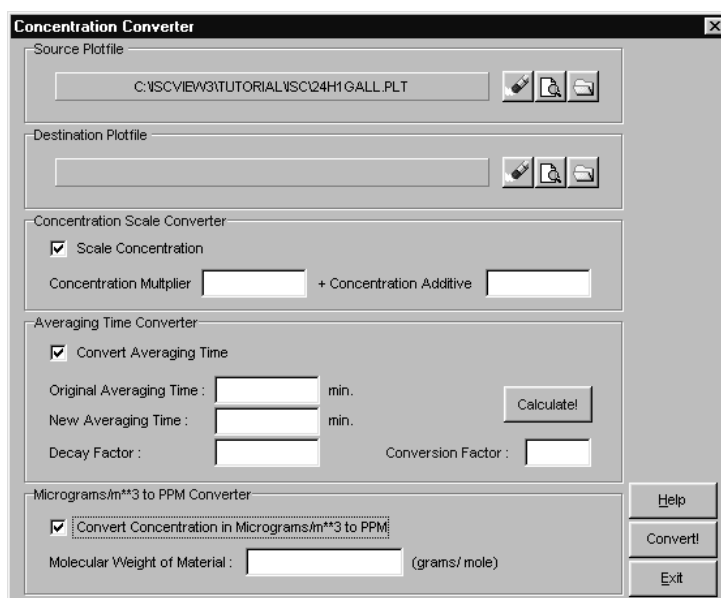 Concentration Converter
Source Plotfile
C:\ISCVIEW3\TUTORIAL\ISC\24H1GALL.PLT
Destination Plotfile
Concentration Scale Converter
Scale Concentration
Concentration Multplier + Concentration Additive
Averaging Time Converter
Convert Averaging Time
Original Averaging Time : min.
New Averaging Time : min.
Calculate!
Decay Factor : Conversion Factor :
Micrograms/m**3 to PPM Converter
Convert Concentration in Micrograms/m**3 to PPM
Molecular Weight of Material : (grams/ mole)
Help
Convert!
Exit